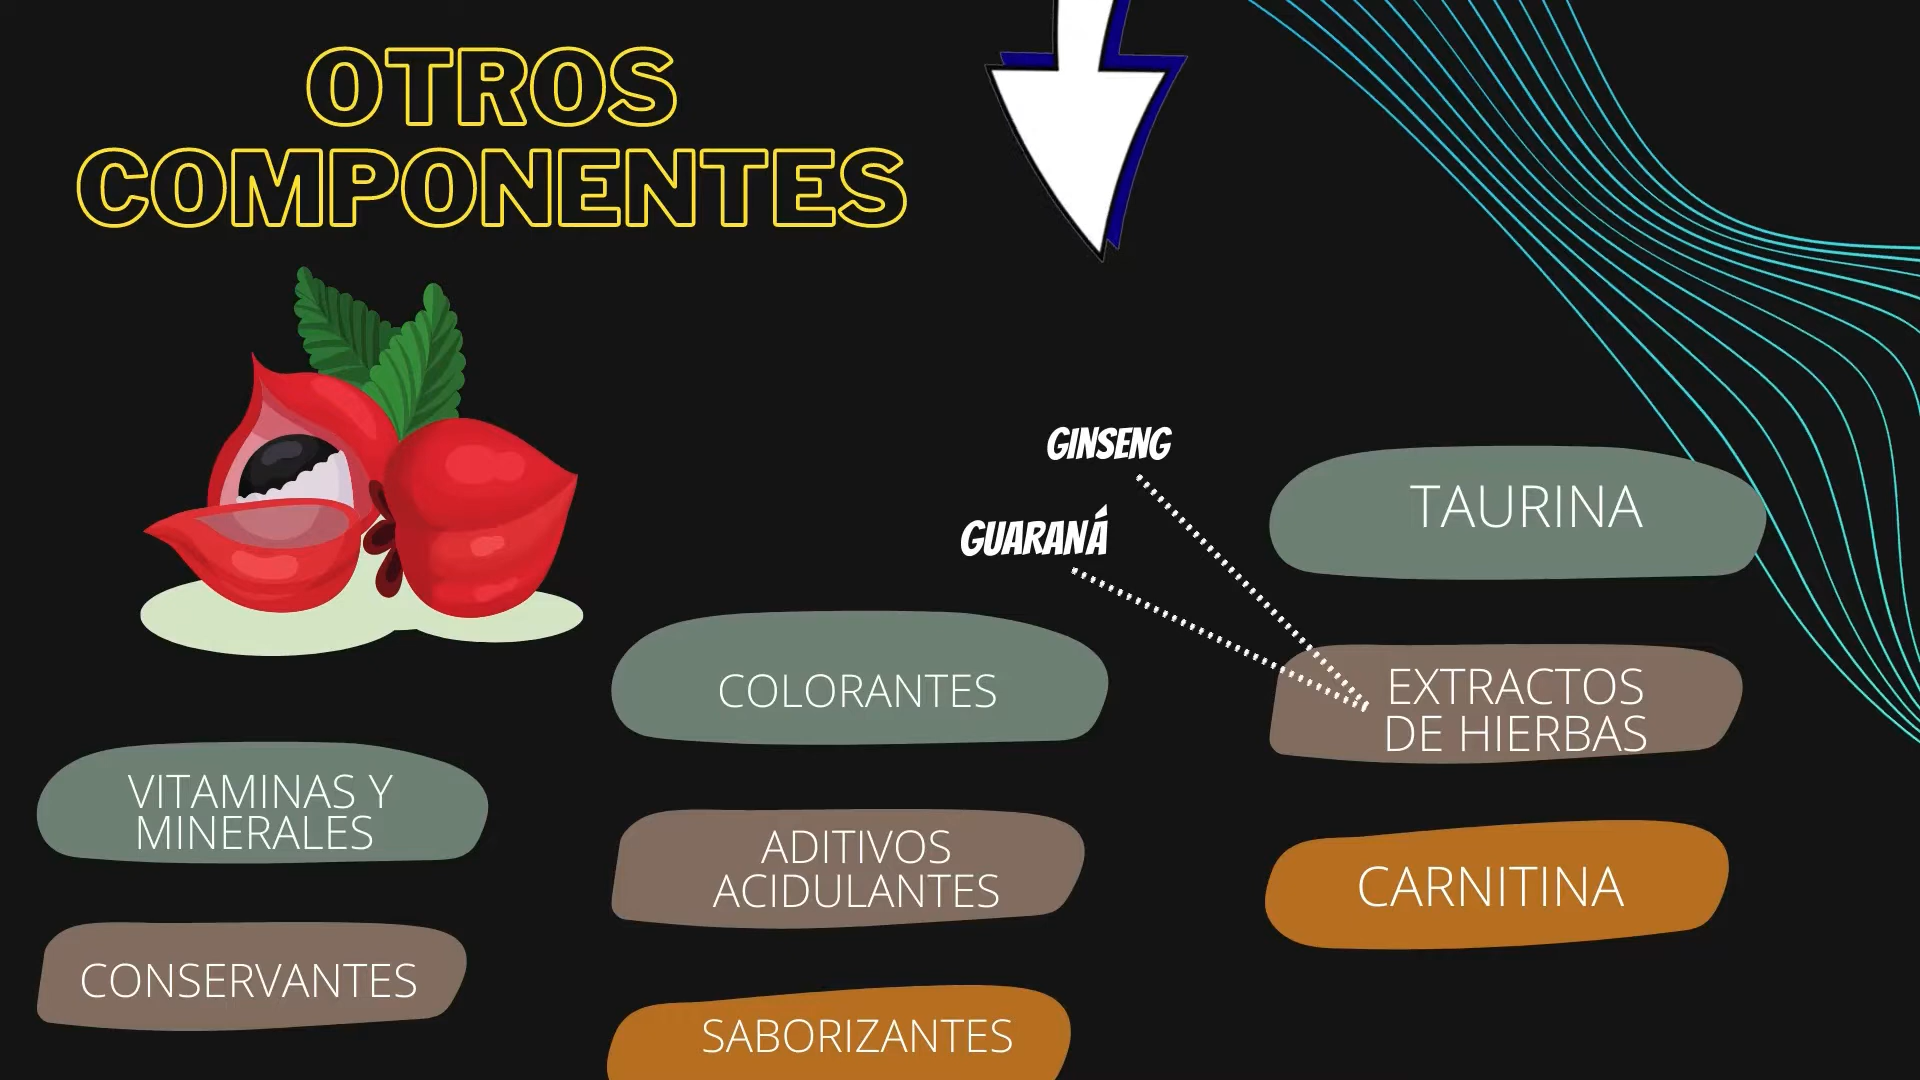 OTROS
COMPONENTES
GINSENG
GUARANÁ
TAURINA
EXTRACTOS
DE HIERBAS
CARNITINA
COLORANTES
ADITIVOS
ACIDULANTES
SABORIZANTES
VITAMINAS Y
MINERALES
CONSERVANTES